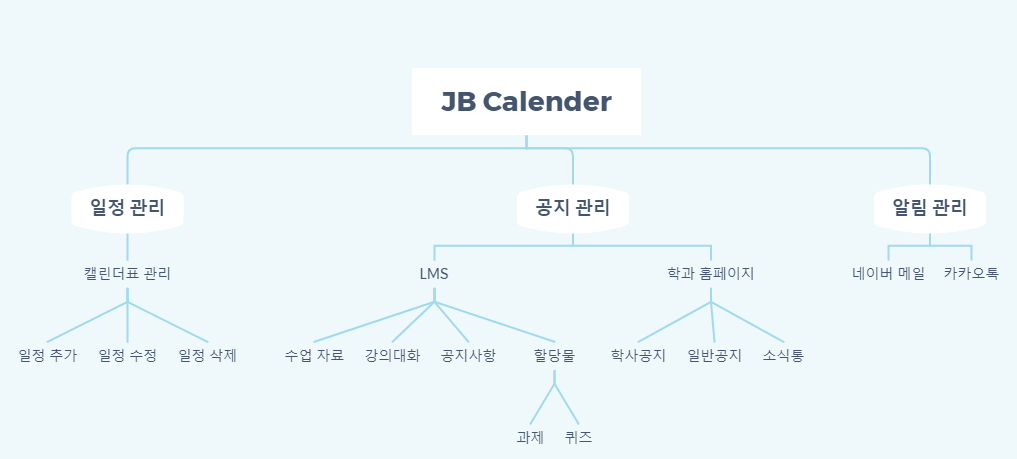 JB Calender
일정 관리
공지 관리
알림 관리
캘린더표 관리
LMS
학과 홈페이지
네이버 메일
카카오톡
일정 추가
일정 수정
일정 삭제
수업 자료
강의대화
공지사항
할당물
학사공지
일반공지
소식통
과제
퀴즈